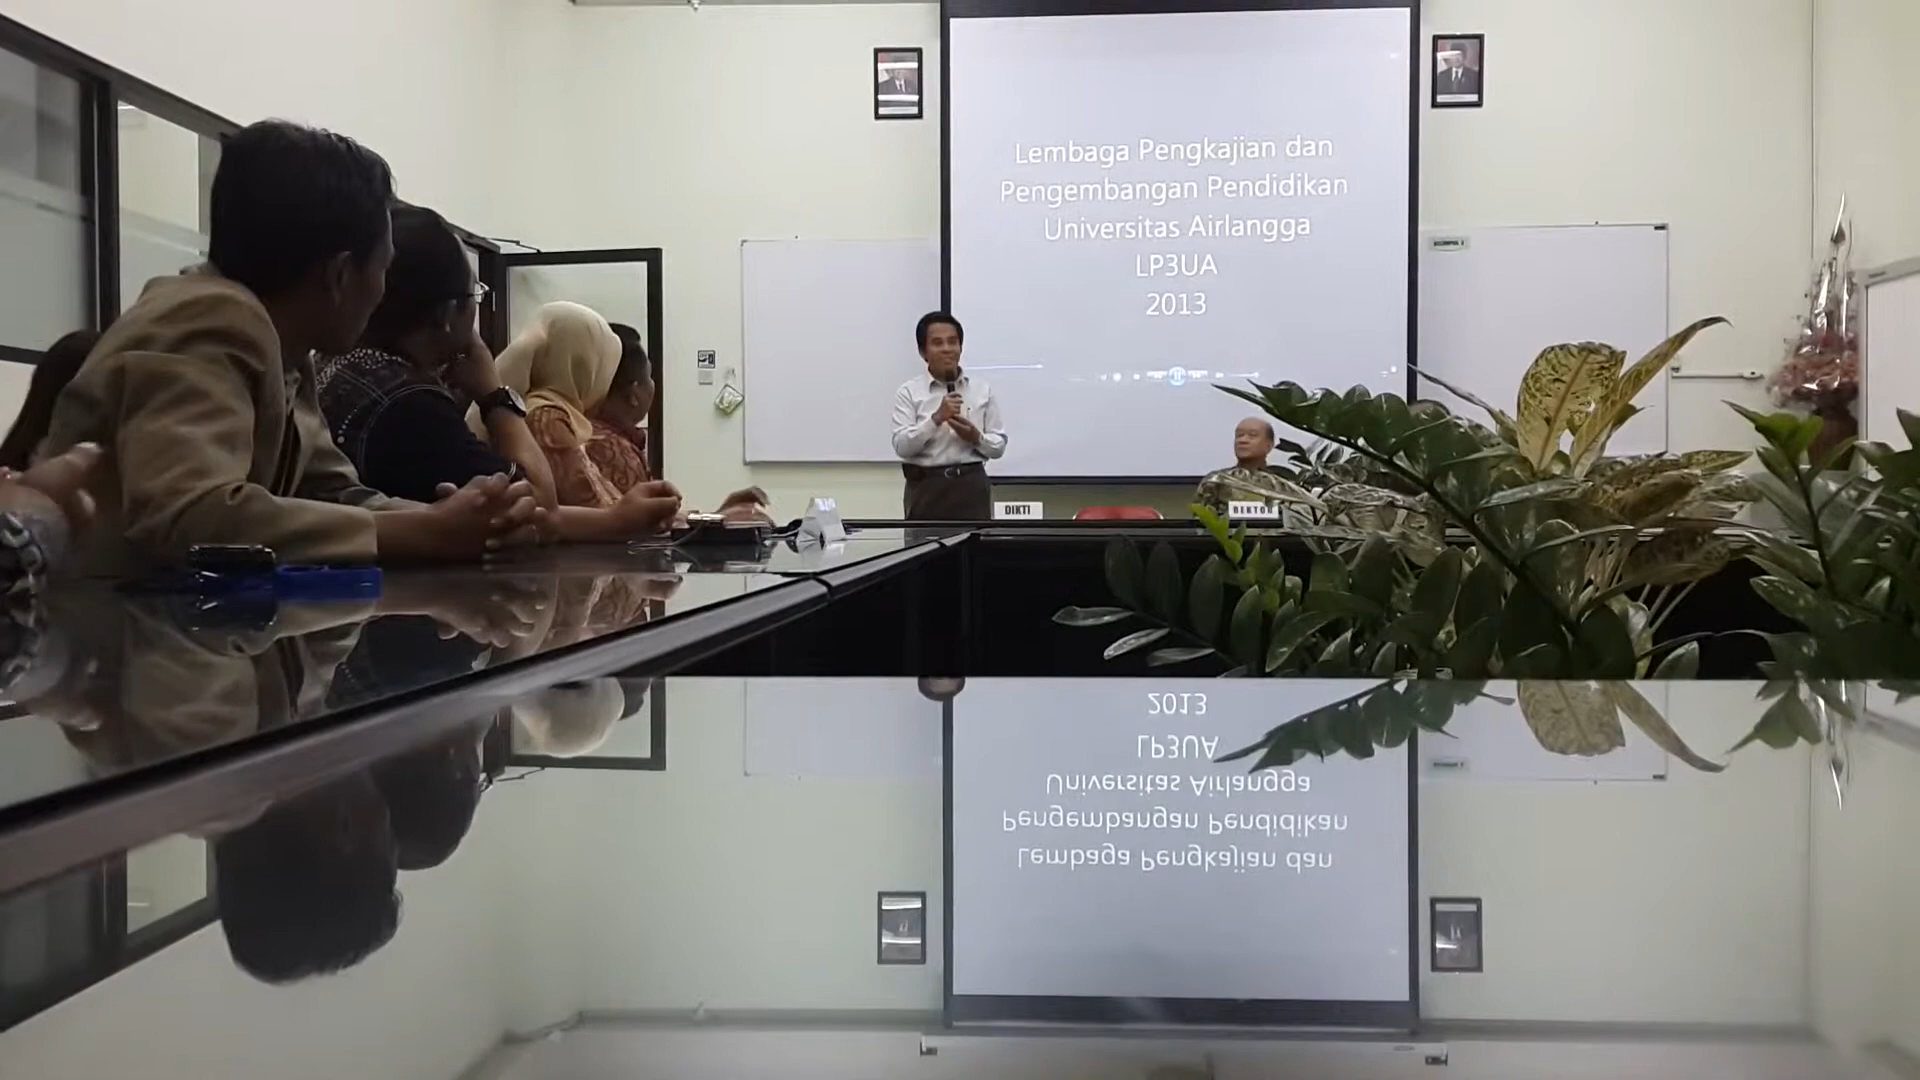 Lembaga Pengkajian dan
Pengembangan Pendidikan
Universitas Airlangga
LP3UA
2013
DIKTI
REKTOR